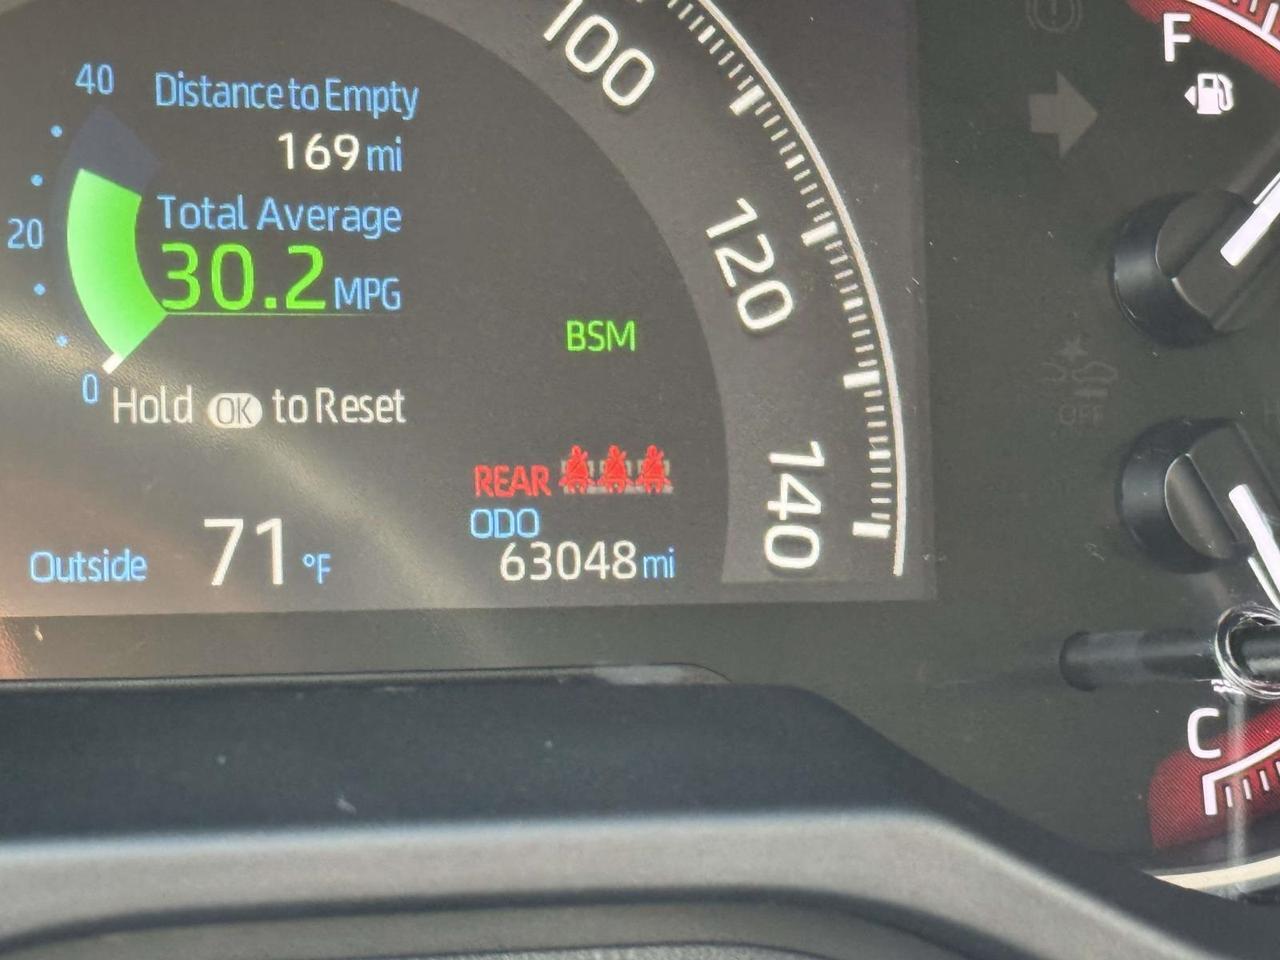 100
F
40
Distance to Empty
169 mi
20
Total Average
30.2 MPG
120
BSM
0
Hold OK to Reset
OFF
REAR
140
ODO
Outside 71 °F
63048 mi
C